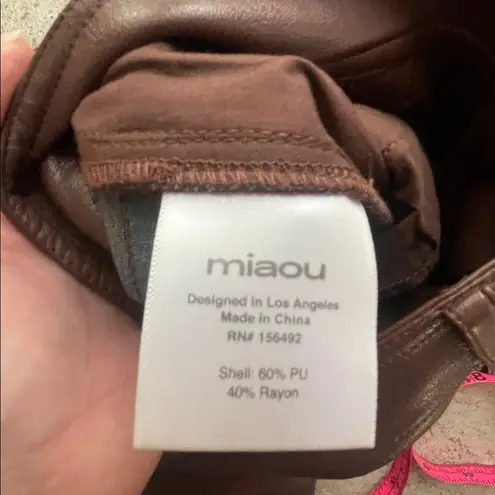 miaou
Designed in Los Angeles
Made in China
RN# 156492
Shell: 60% PU
40% Rayon